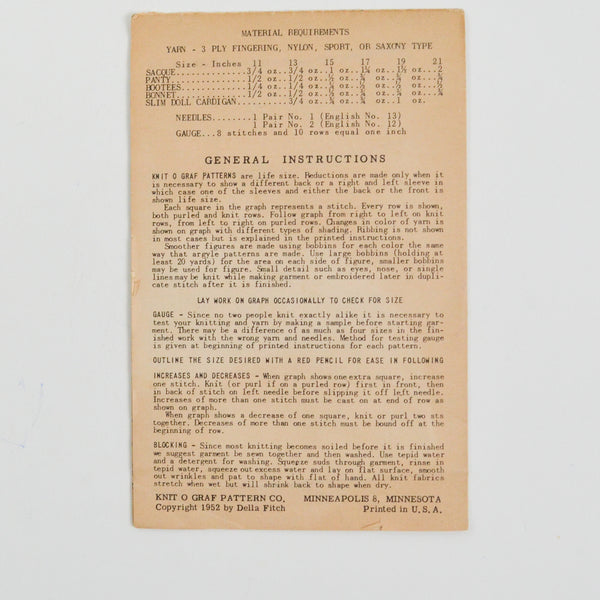 MATERIAL REQUIREMENTS
YARN - 3 PLY FINGERING, NYLON, SPORT, OR SAXONY TYPE
Size - Inches 11 13 15 17 19 21
SACQUE.............3/4 oz..3/4 oz..1 oz..1¼ oz..1½ oz...2
PANTY..............1/2 oz..1/2 oz..½ oz..¾ oz..¾ oz..¾
BOOTEES............1/4 oz..1/4 oz..½ oz..½ oz..½ oz..½
BONNET.............1/2 oz..1/2 oz..½ oz..¾ oz..¾ oz..¾
SLIM DOLL CARDIGAN.........3/4 oz..¾ oz..¾ oz..1 oz.
NEEDLES........1 Pair No. 1 (English No. 13)
1 Pair No. 2 (English No. 12)
GAUGE...8 stitches and 10 rows equal one inch
GENERAL INSTRUCTIONS
KNIT O GRAF PATTERNS are life size. Reductions are made only when it
is necessary to show a different back or a right and left sleeve in
which case one of the sleeves and either the back or the front is
shown life size.
Each square in the graph represents a stitch. Every row is shown,
both purled and knit rows. Follow graph from right to left on knit
rows, from left to right on purled rows. Changes in color of yarn is
shown on graph with different types of shading. Ribbing is not shown
in most cases but is explained in the printed instructions.
Smoother figures are made using bobbins for each color the same
way that argyle patterns are made. Use large bobbins (holding at
least 20 yards) for the area on each side of figure, smaller bobbins
may be used for figure. Small detail such as eyes, nose, or single
lines may be knit while making garment or embroidered later in dupli-
cate stitch after it is finished.
LAY WORK ON GRAPH OCCASIONALLY TO CHECK FOR SIZE
GAUGE - Since no two people knit exactly alike it is necessary to
test your knitting and yarn by making a sample before starting gar-
ment. There may be a difference of as much as four sizes in the fin-
ished work with the wrong yarn and needles. Method for testing gauge
is given at beginning of printed instructions for each pattern.
OUTLINE THE SIZE DESIRED WITH A RED PENCIL FOR EASE IN FOLLOWING
INCREASES AND DECREASES - When graph shows one extra square, increase
one stitch. Knit (or purl if on a purled row) first in front, then
in back of stitch on left needle before slipping it off left needle.
Increases of more than one stitch must be cast on at end of row as
shown on graph.
When graph shows a decrease of one square, knit or purl two sts
together. Decreases of more than one stitch must be bound off at the
beginning of row.
BLOCKING - Since most knitting becomes soiled before it is finished
we suggest garment be sewn together and then washed. Use tepid water
and a detergent for washing. Squeeze suds through garment, rinse in
tepid water, squeeze out excess water and lay on flat surface, smooth
out wrinkles and pat to shape with flat of hand. All knit fabrics
stretch when wet but will shrink back to shape when dry.
KNIT O GRAF PATTERN CO. MINNEAPOLIS 8, MINNESOTA
Copyright 1952 by Della Fitch Printed in U.S.A.